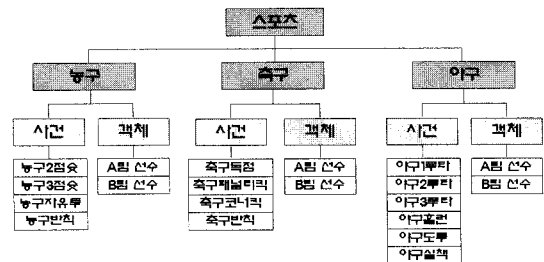 스포츠
농구 축구 야구
사건 객체 사건 객체 사건 객체
농구2점슛 A팀 선수 축구득점 A팀 선수 야구1루타 A팀 선수
농구3점슛 B팀 선수 축구패널티킥 B팀 선수 야구2루타 B팀 선수
농구자유투 축구코너킥 야구3루타
농구반칙 축구반칙 야구홈런
야구도루
야구실책